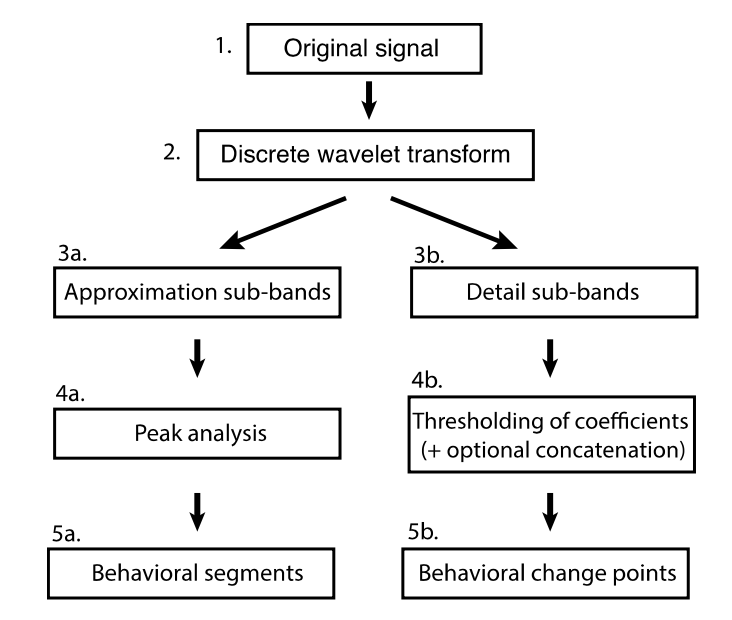 1. Original signal
2. Discrete wavelet transform
3a. Approximation sub-bands
3b. Detail sub-bands
4a. Peak analysis
4b. Thresholding of coefficients
(+ optional concatenation)
5a. Behavioral segments
5b. Behavioral change points